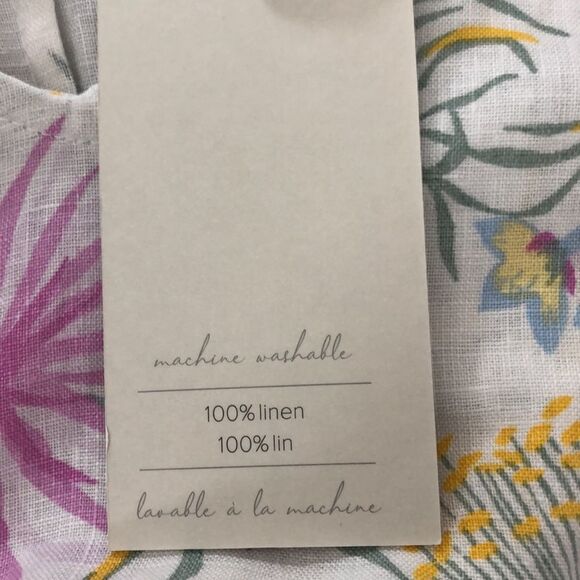 machine washable
100% linen
100% lin
lavable à la machine